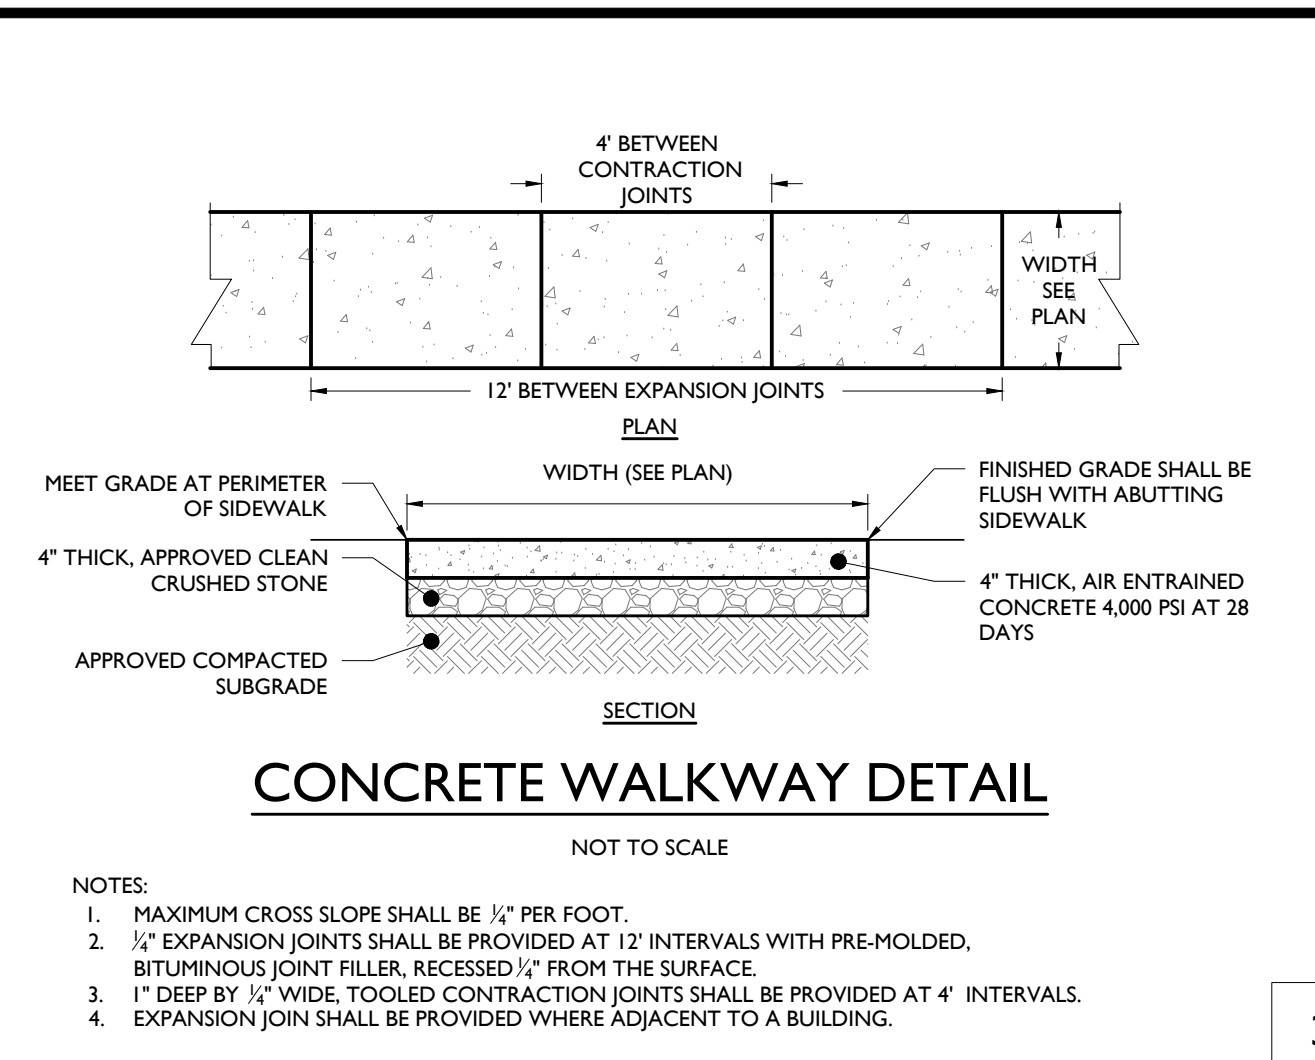 4' BETWEEN
CONTRACTION
JOINTS
WIDTH
SEE
PLAN
12' BETWEEN EXPANSION JOINTS
PLAN
WIDTH (SEE PLAN)
MEET GRADE AT PERIMETER
OF SIDEWALK
FINISHED GRADE SHALL BE
FLUSH WITH ABUTTING
SIDEWALK
4" THICK, APPROVED CLEAN
CRUSHED STONE
4" THICK, AIR ENTRAINED
CONCRETE 4,000 PSI AT 28
DAYS
APPROVED COMPACTED
SUBGRADE
SECTION
CONCRETE WALKWAY DETAIL
NOT TO SCALE
NOTES:
1. MAXIMUM CROSS SLOPE SHALL BE ¼" PER FOOT.
2. ¼" EXPANSION JOINTS SHALL BE PROVIDED AT 12' INTERVALS WITH PRE-MOLDED,
BITUMINOUS JOINT FILLER, RECESSED ¼" FROM THE SURFACE.
3. 1" DEEP BY ¼" WIDE, TOOLED CONTRACTION JOINTS SHALL BE PROVIDED AT 4' INTERVALS.
4. EXPANSION JOIN SHALL BE PROVIDED WHERE ADJACENT TO A BUILDING.